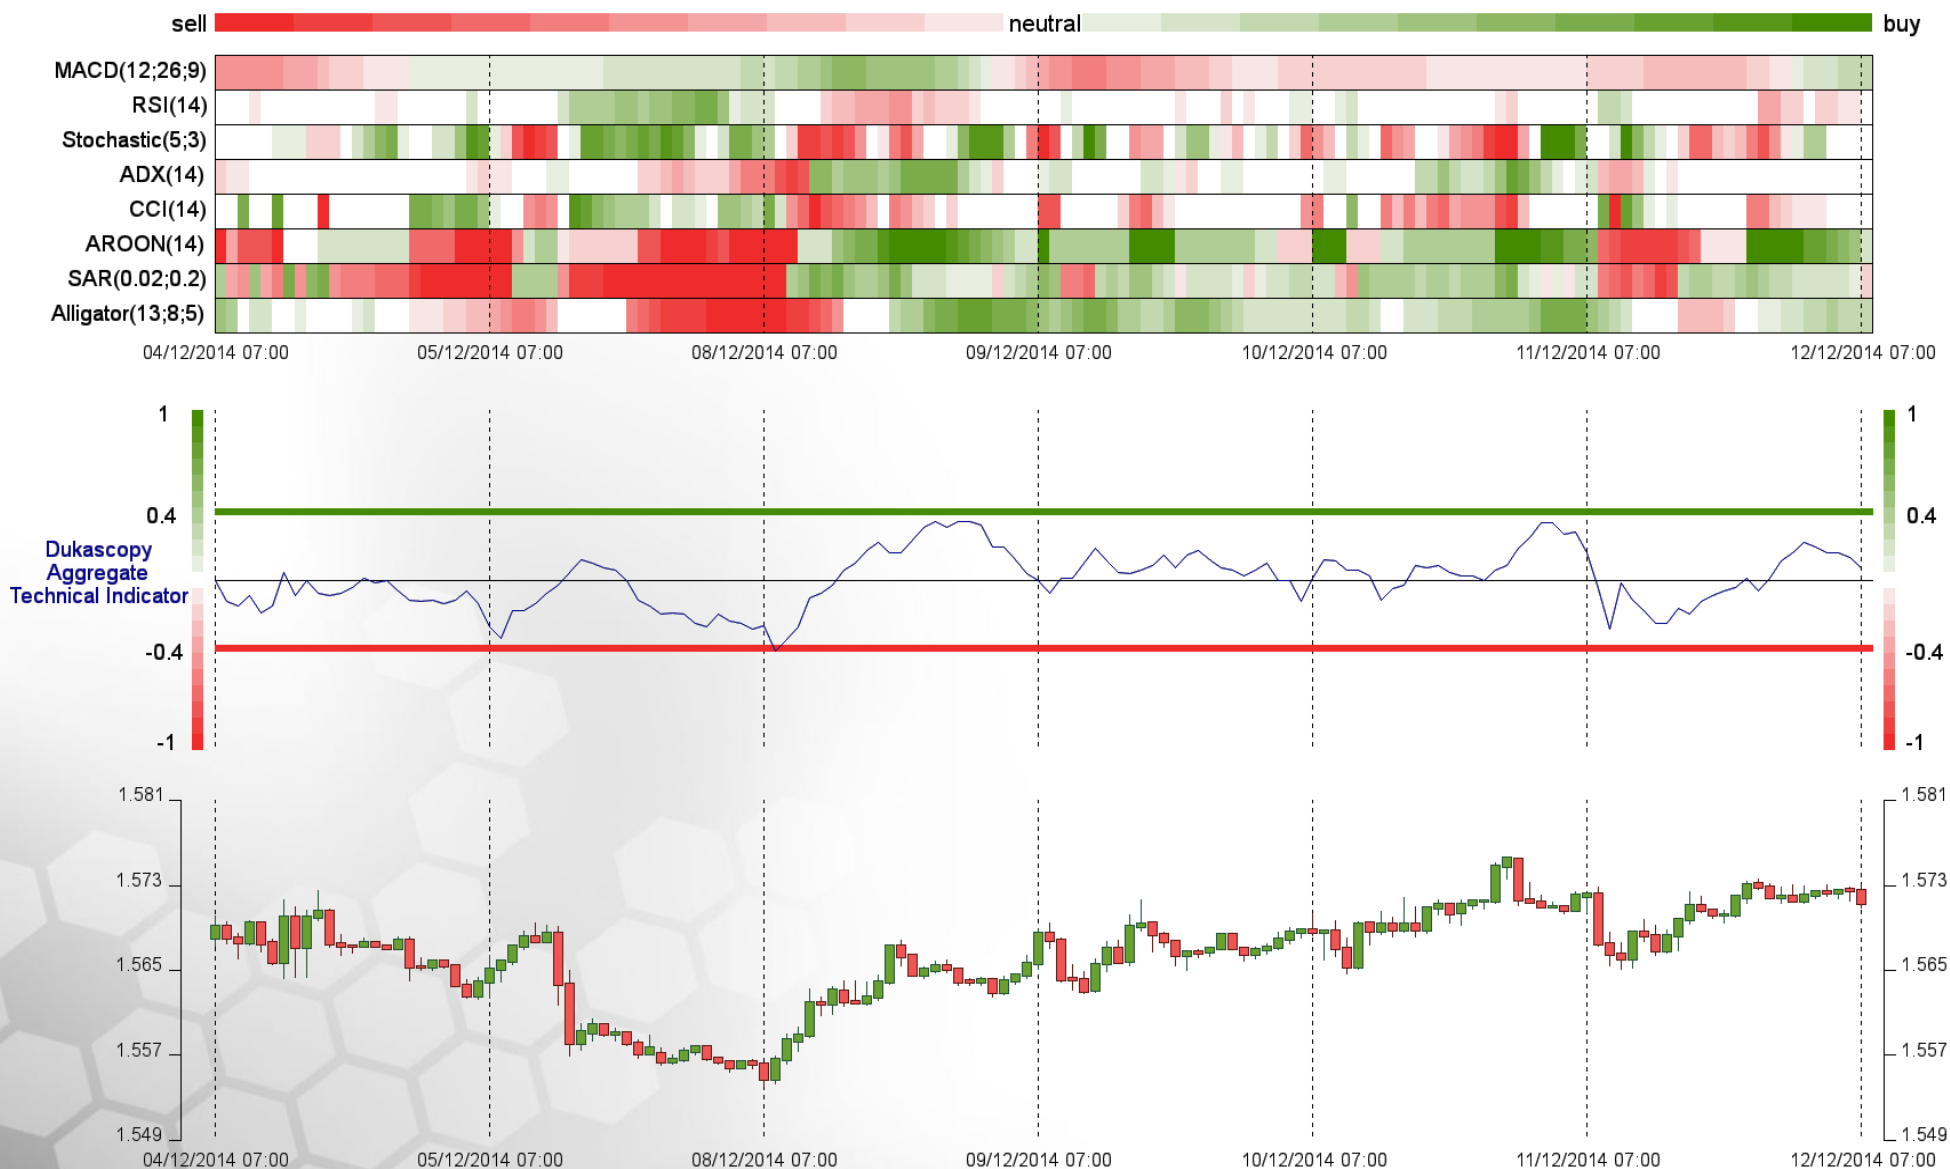 sell neutral buy
MACD(12;26;9)
RSI(14)
Stochastic(5;3)
ADX(14)
CCI(14)
AROON(14)
SAR(0.02;0.2)
Alligator(13;8;5)
04/12/2014 07:00 05/12/2014 07:00 08/12/2014 07:00 09/12/2014 07:00 10/12/2014 07:00 11/12/2014 07:00 12/12/2014 07:00
1 1
0.4 0.4
Dukascopy
Aggregate
Technical Indicator
-0.4 -0.4
-1 -1
1.581 1.581
1.573 1.573
1.565 1.565
1.557 1.557
1.549 1.549
04/12/2014 07:00 05/12/2014 07:00 08/12/2014 07:00 09/12/2014 07:00 10/12/2014 07:00 11/12/2014 07:00 12/12/2014 07:00